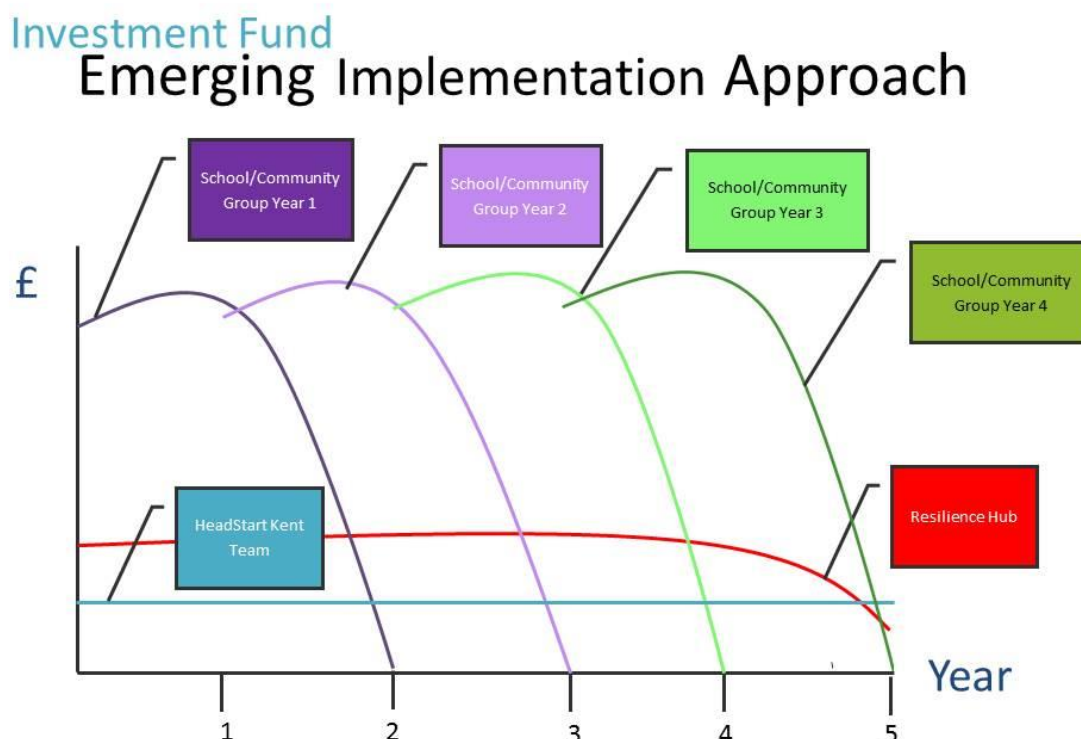 Investment Fund
Emerging Implementation Approach
School/Community
Group Year 1
School/Community
Group Year 2
School/Community
Group Year 3
School/Community
Group Year 4
£
HeadStart Kent
Team
Resilience Hub
Year
1
2
3
4
5